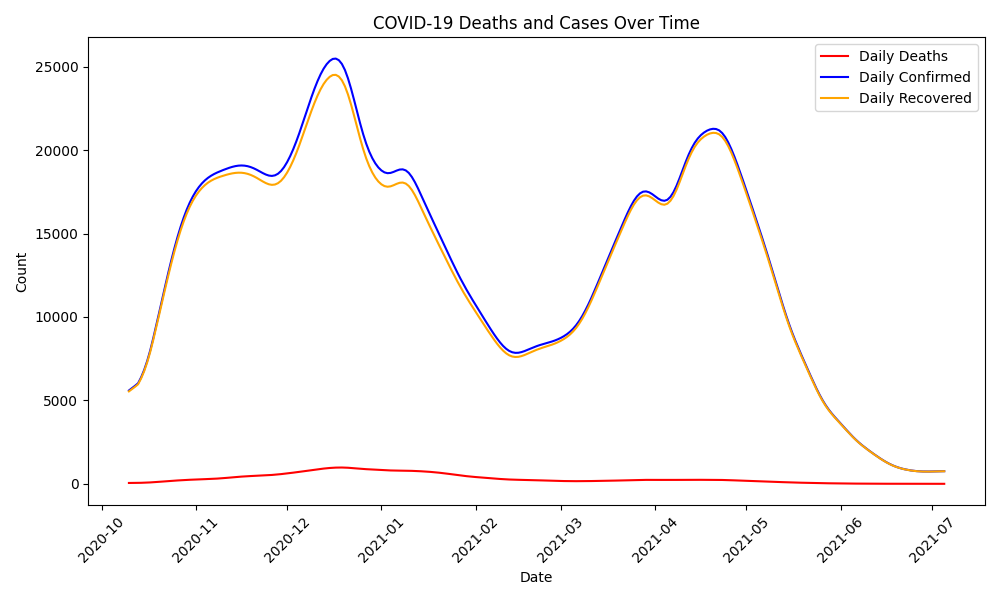 COVID-19 Deaths and Cases Over Time
Daily Deaths
Daily Confirmed
Daily Recovered
Count
25000
20000
15000
10000
5000
0
2020-10
2020-11
2020-12
2021-01
2021-02
2021-03
2021-04
2021-05
2021-06
2021-07
Date